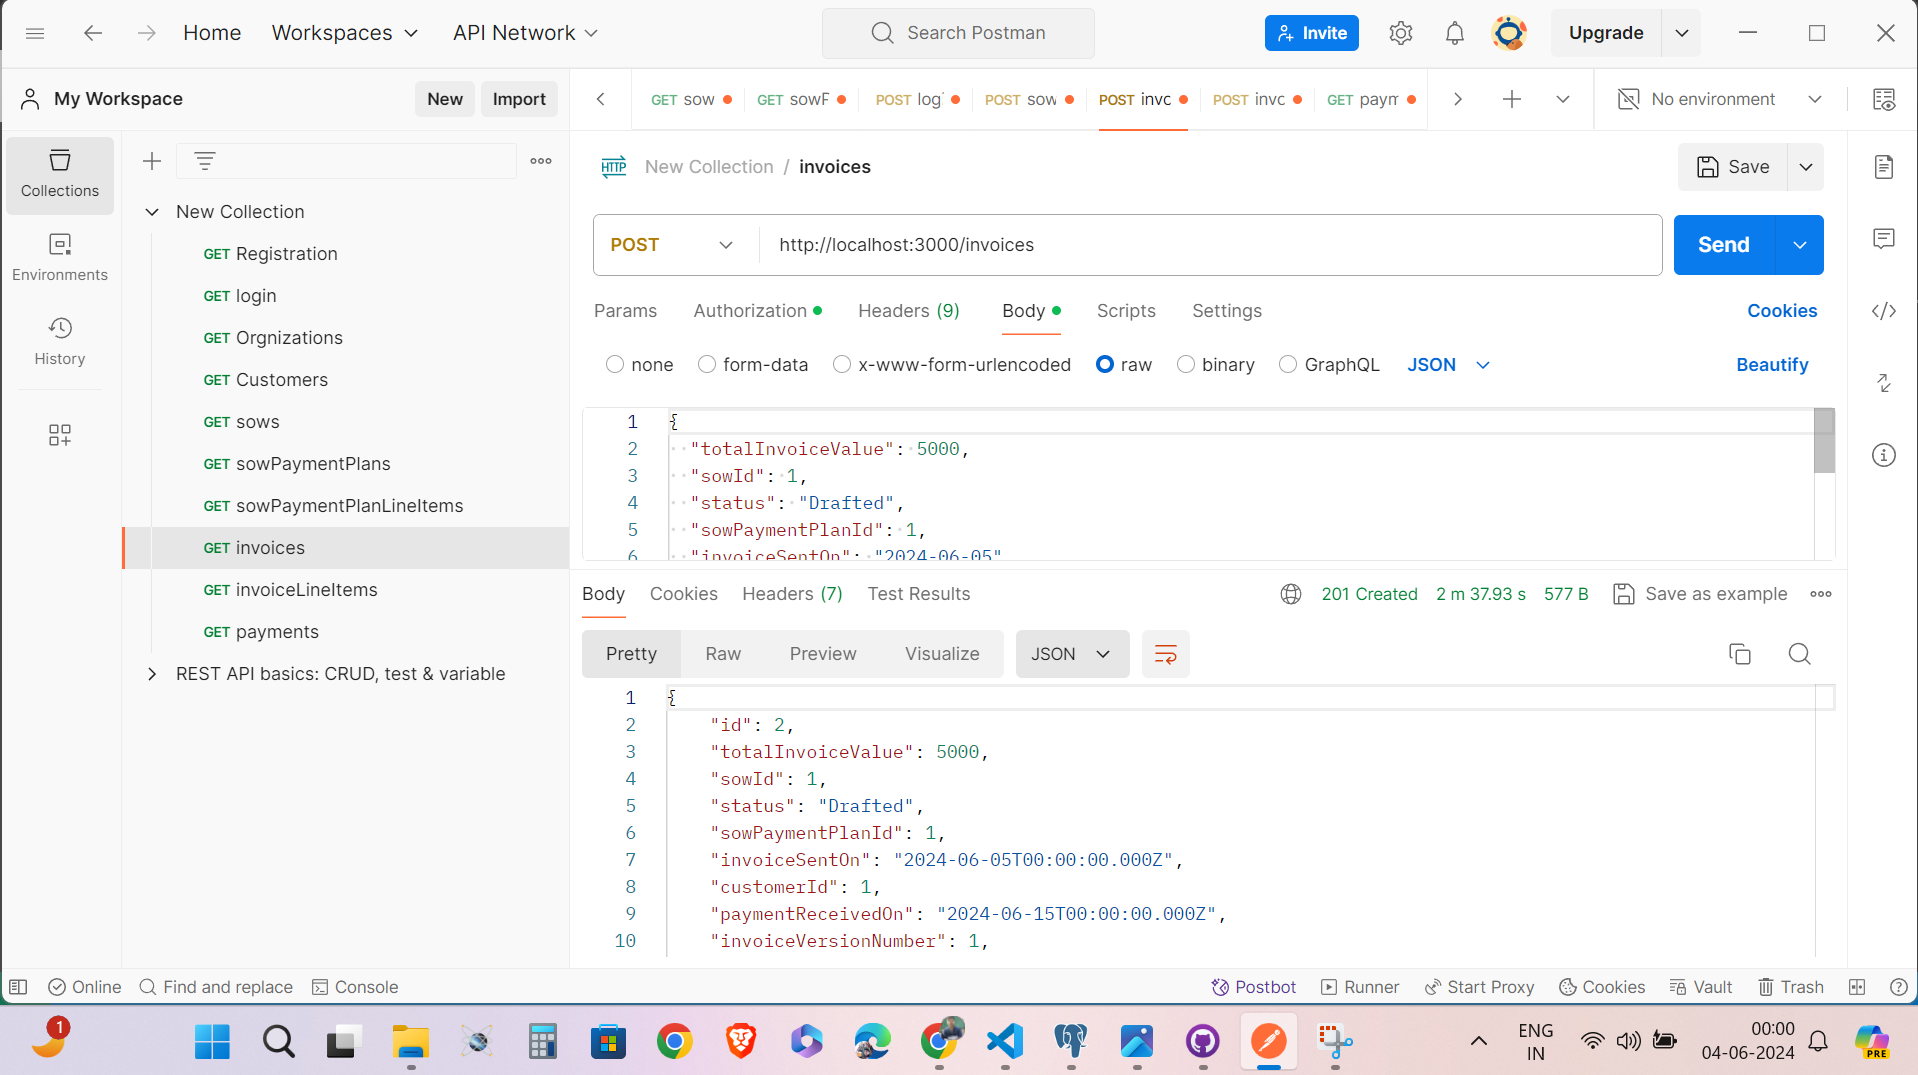 Home Workspaces API Network Search Postman Invite Upgrade
My Workspace New Import GET sow GET sowF POST log POST sow POST invc POST invc GET paym No environment
Collections
Environments
History
New Collection
GET Registration
GET login
GET Orgnizations
GET Customers
GET sows
GET sowPaymentPlans
GET sowPaymentPlanLineItems
GET invoices
GET invoiceLineItems
GET payments
REST API basics: CRUD, test & variable
HTTP New Collection / invoices Save
POST http://localhost:3000/invoices Send
Params Authorization Headers (9) Body Scripts Settings Cookies
none form-data x-www-form-urlencoded raw binary GraphQL JSON Beautify
1 {
2 "totalInvoiceValue": 5000,
3 "sowId": 1,
4 "status": "Drafted",
5 "sowPaymentPlanId": 1,
6 "invoiceSentOn": "2024-06-05"
Body Cookies Headers (7) Test Results 201 Created 2 m 37.93 s 577 B Save as example
Pretty Raw Preview Visualize JSON
1 {
2 "id": 2,
3 "totalInvoiceValue": 5000,
4 "sowId": 1,
5 "status": "Drafted",
6 "sowPaymentPlanId": 1,
7 "invoiceSentOn": "2024-06-05T00:00:00.000Z",
8 "customerId": 1,
9 "paymentReceivedOn": "2024-06-15T00:00:00.000Z",
10 "invoiceVersionNumber": 1,
Online Find and replace Console Postbot Runner Start Proxy Cookies Vault Trash
1 ENG 00:00
IN 04-06-2024 PRE